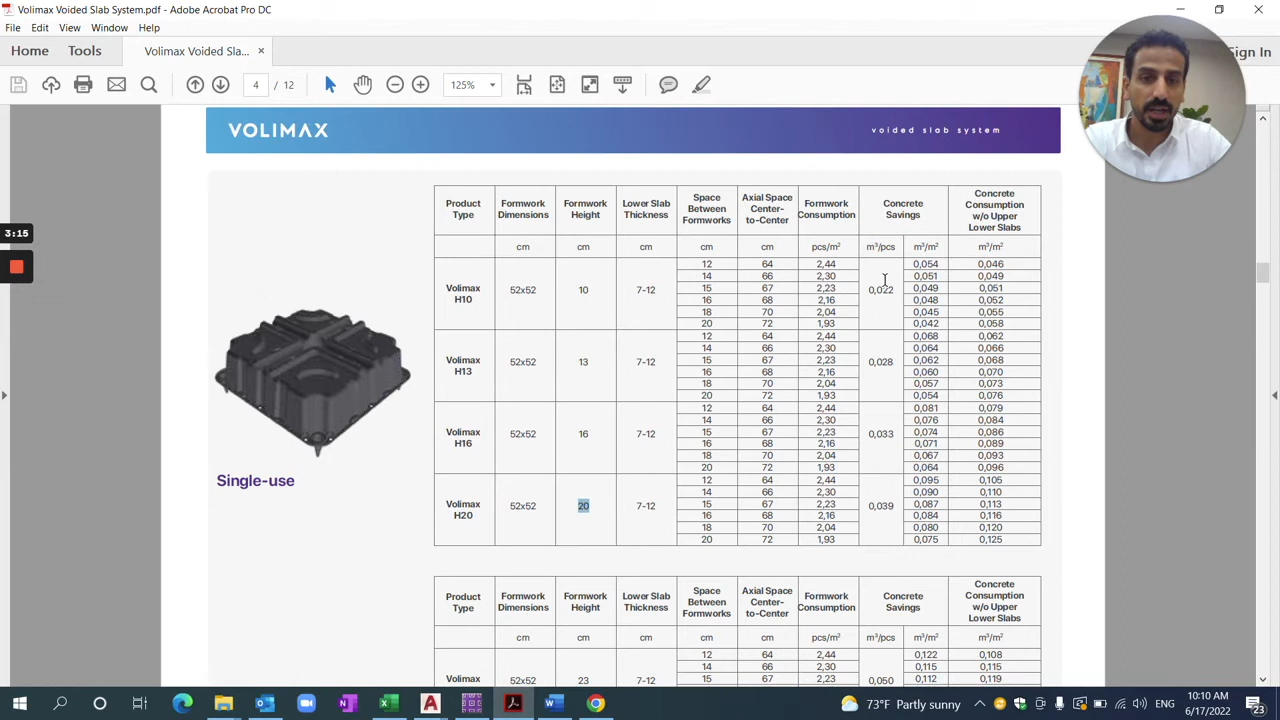 Volimax Voided Slab System.pdf - Adobe Acrobat Pro DC
File Edit View Window Help
Home Tools Volimax Voided Sla... × Sign In
4 / 12 125%
VOLIMAX voided slab system
3:15
Product Type Formwork Dimensions Formwork Height Lower Slab Thickness Space Between Formworks Axial Space Center-to-Center Formwork Consumption Concrete Savings Concrete Consumption w/o Upper Lower Slabs
cm cm cm cm cm pcs/m² m³/pcs m³/m² m³/m²
Volimax H10 52x52 10 7-12 0,022
12 64 2,44 0,054 0,046
14 66 2,30 0,051 0,049
15 67 2,23 0,049 0,051
16 68 2,16 0,048 0,052
18 70 2,04 0,045 0,055
20 72 1,93 0,042 0,058
Volimax H13 52x52 13 7-12 0,028
12 64 2,44 0,068 0,062
14 66 2,30 0,064 0,066
15 67 2,23 0,062 0,068
16 68 2,16 0,060 0,070
18 70 2,04 0,057 0,073
20 72 1,93 0,054 0,076
Volimax H16 52x52 16 7-12 0,033
12 64 2,44 0,081 0,079
14 66 2,30 0,076 0,084
15 67 2,23 0,074 0,086
16 68 2,16 0,071 0,089
18 70 2,04 0,067 0,093
20 72 1,93 0,064 0,096
Volimax H20 52x52 20 7-12 0,039
12 64 2,44 0,095 0,105
14 66 2,30 0,090 0,110
15 67 2,23 0,087 0,113
16 68 2,16 0,084 0,116
18 70 2,04 0,080 0,120
20 72 1,93 0,075 0,125
Single-use
Product Type Formwork Dimensions Formwork Height Lower Slab Thickness Space Between Formworks Axial Space Center-to-Center Formwork Consumption Concrete Savings Concrete Consumption w/o Upper Lower Slabs
cm cm cm cm cm pcs/m² m³/pcs m³/m² m³/m²
12 64 2,44 0,122 0,108
14 66 2,30 0,115 0,115
15 67 2,23 0,112 0,119
Volimax 52x52 23 7-12 0,050
73°F Partly sunny ENG 10:10 AM
6/17/2022 23